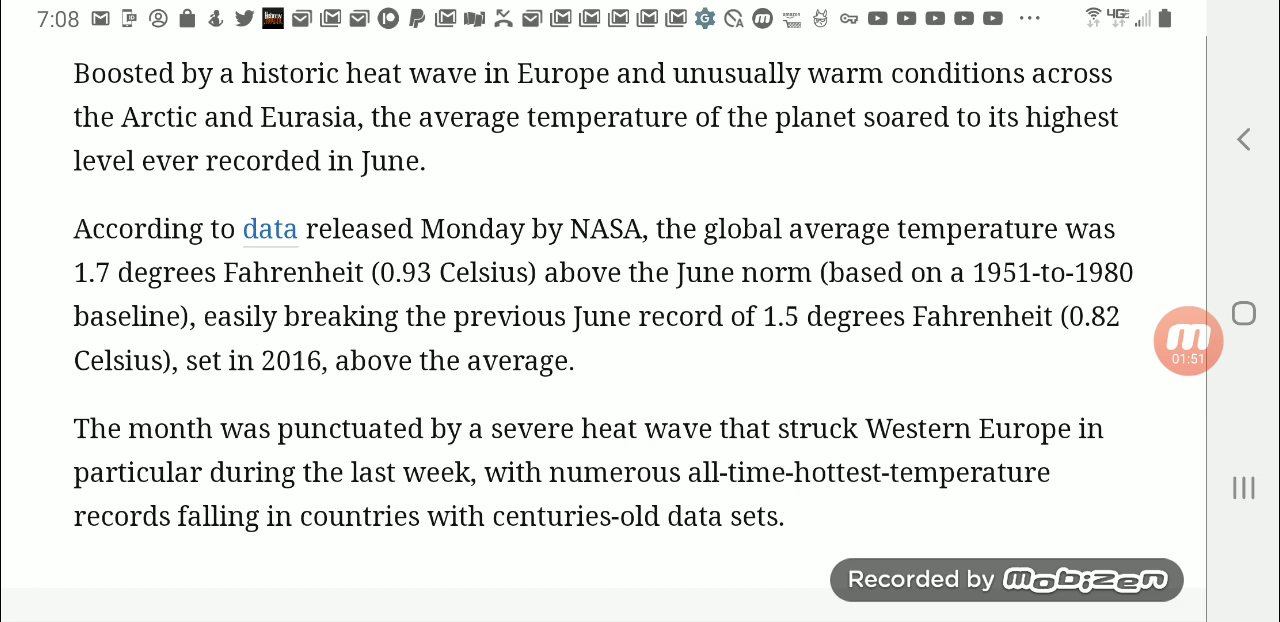 7:08
4GE
Boosted by a historic heat wave in Europe and unusually warm conditions across
the Arctic and Eurasia, the average temperature of the planet soared to its highest
level ever recorded in June.
According to data released Monday by NASA, the global average temperature was
1.7 degrees Fahrenheit (0.93 Celsius) above the June norm (based on a 1951-to-1980
baseline), easily breaking the previous June record of 1.5 degrees Fahrenheit (0.82
Celsius), set in 2016, above the average.
01:51
The month was punctuated by a severe heat wave that struck Western Europe in
particular during the last week, with numerous all-time-hottest-temperature
records falling in countries with centuries-old data sets.
Recorded by mobizen